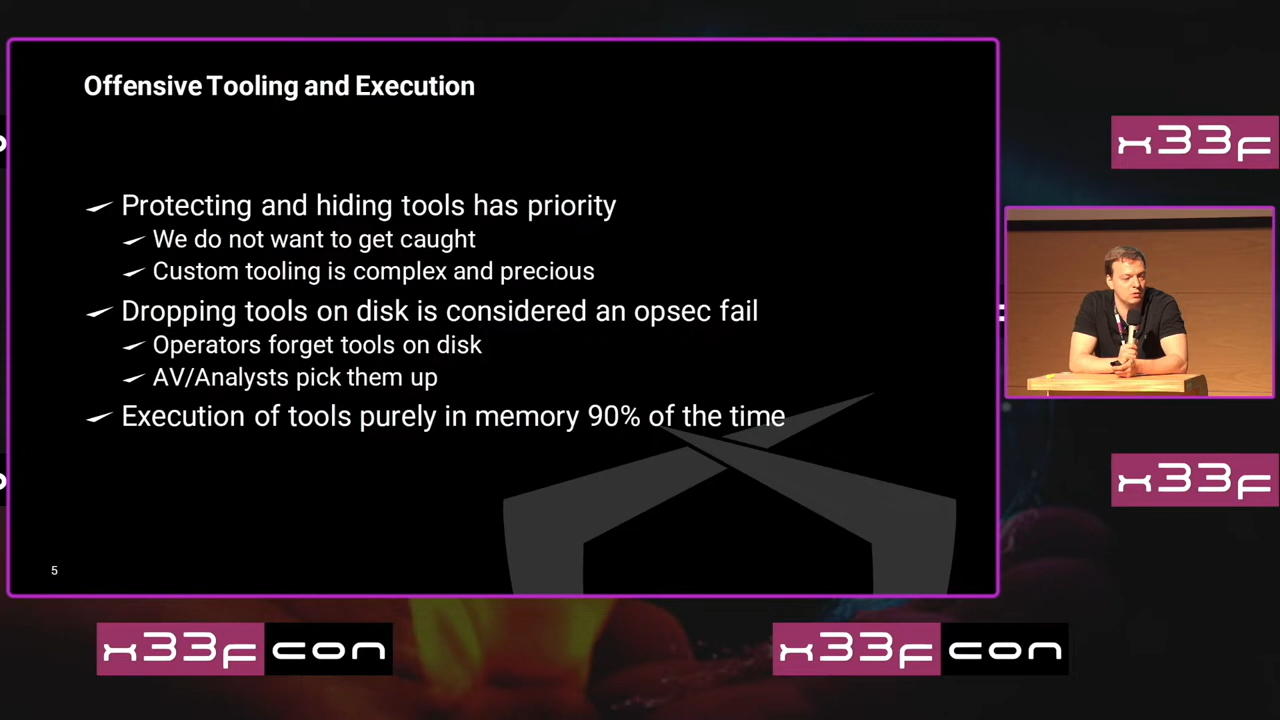 Offensive Tooling and Execution
Protecting and hiding tools has priority
We do not want to get caught
Custom tooling is complex and precious
Dropping tools on disk is considered an opsec fail
Operators forget tools on disk
AV/Analysts pick them up
Execution of tools purely in memory 90% of the time
5
x33f
x33f
x33fcon
x33fcon